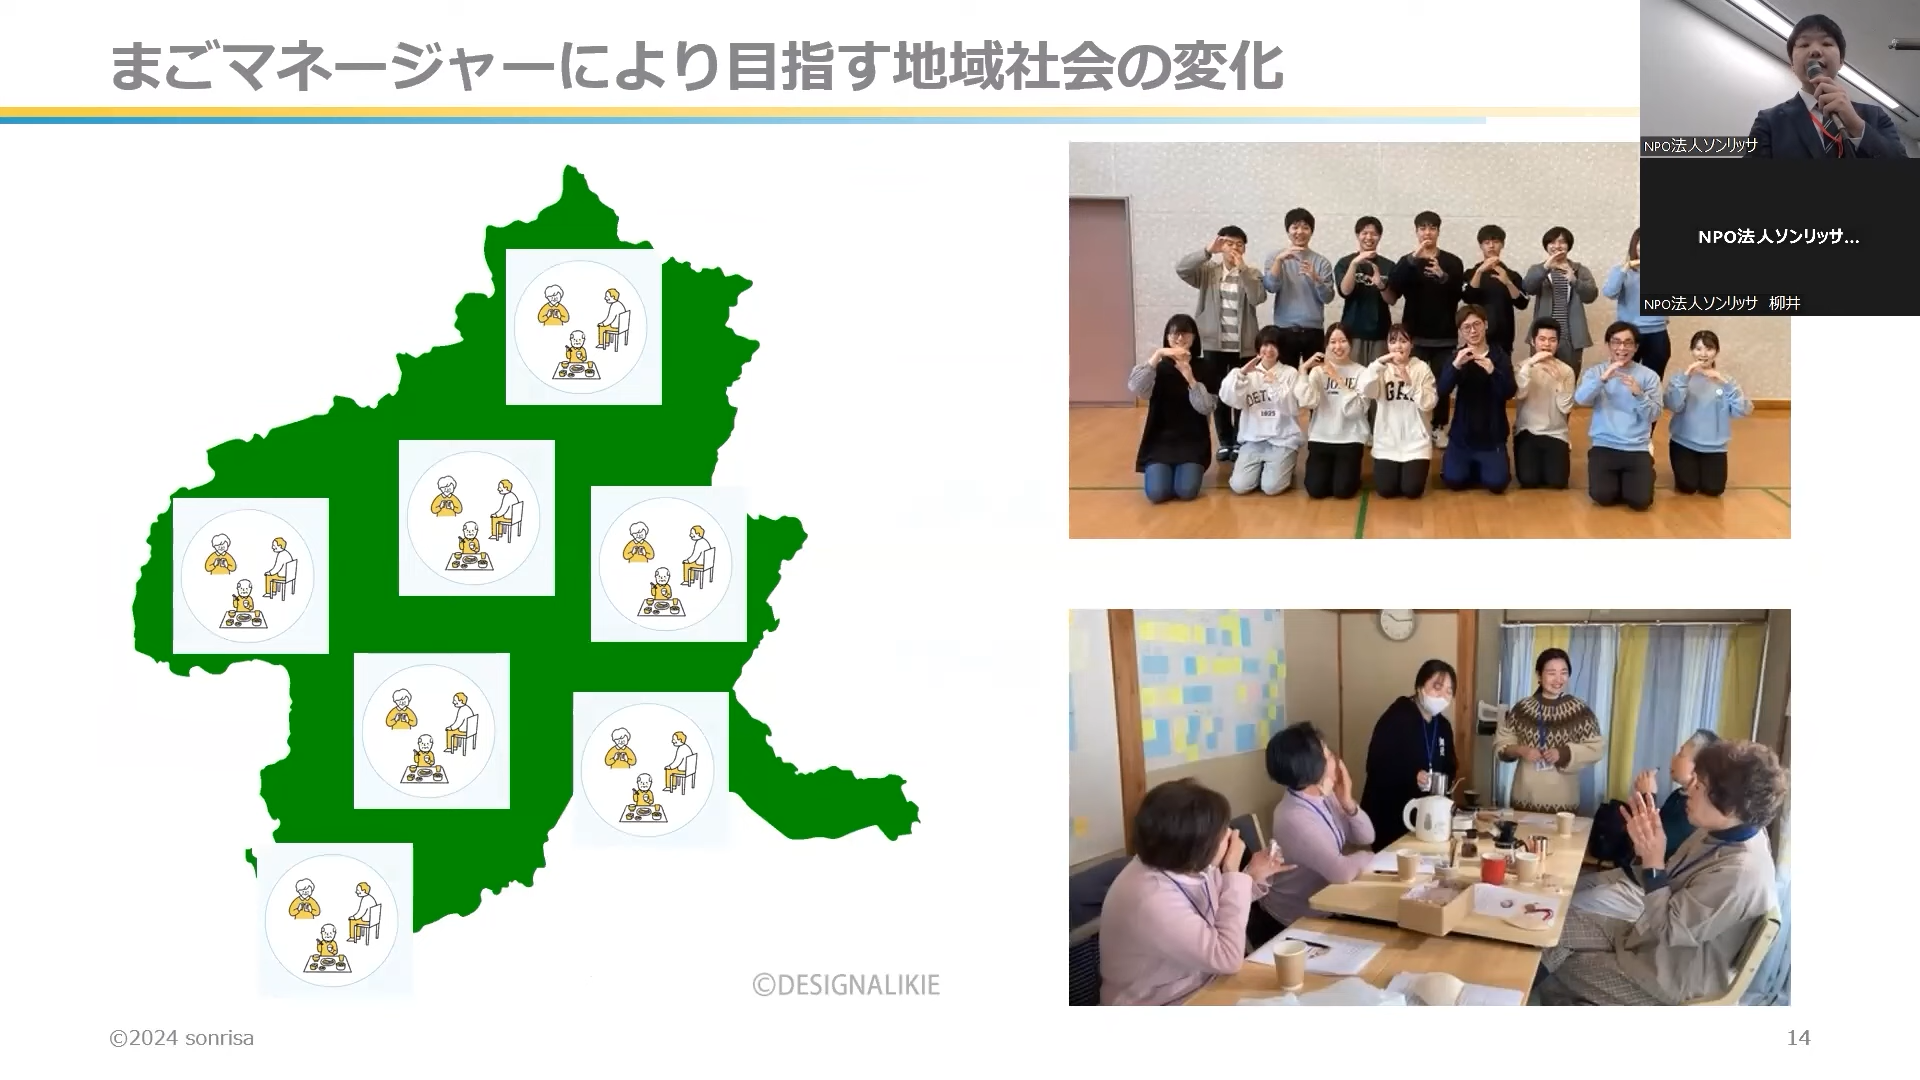 まごマネージャーにより目指す地域社会の変化
NPO法人ソンリッサ
NPO法人ソンリッサ...
NPO法人ソンリッサ 柳井
1025
GAP
©DESIGNALIKIE
©2024 sonrisa
14